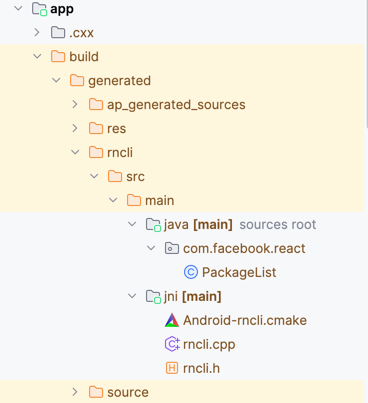 app
.cxx
build
generated
ap_generated_sources
res
rncli
src
main
java [main] sources root
com.facebook.react
PackageList
jni [main]
Android-rncli.cmake
rncli.cpp
rncli.h
source